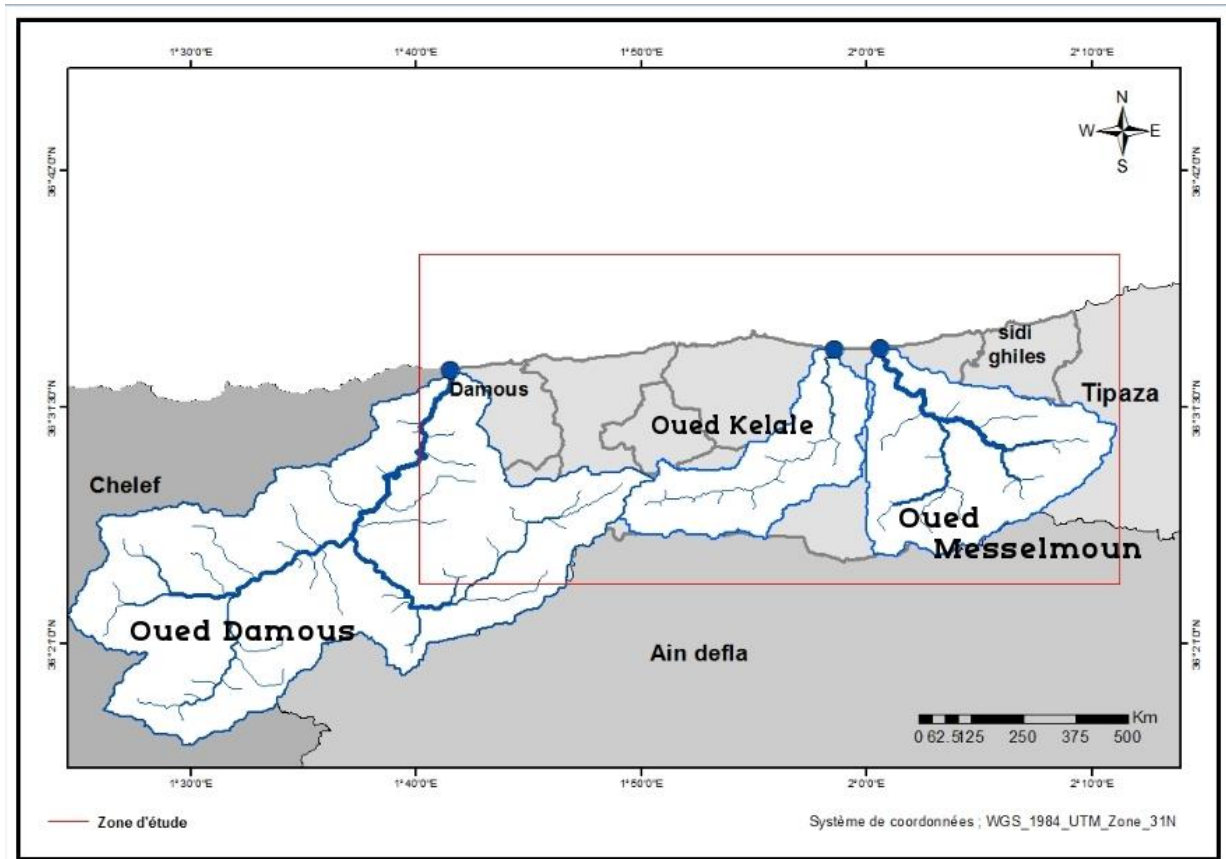 1°30'0"E 1°40'0"E 1°50'0"E 2°0'0"E 2°10'0"E
N
W E
S
36°42'0"N 36°42'0"N
sidi
ghiles
Damous
Tipaza
36°31'30"N 36°31'30"N
Oued Kelale
Chelef
Oued
Messelmoun
Oued Damous
36°21'0"N 36°21'0"N
Ain defla
Km
0 62.5125 250 375 500
1°30'0"E 1°40'0"E 1°50'0"E 2°0'0"E 2°10'0"E
Zone d'étude
Système de coordonnées ; WGS_1984_UTM_Zone_31N